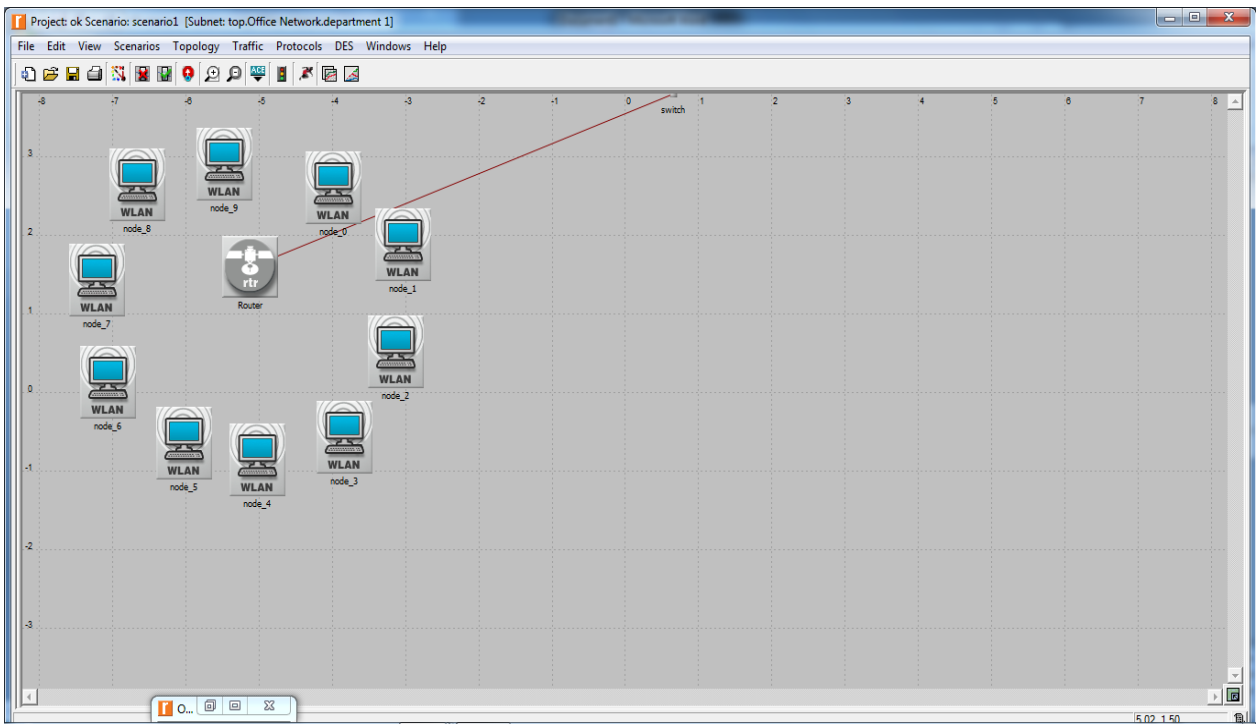 Project: ok Scenario: scenario1 [Subnet: top.Office Network.department 1]
File Edit View Scenarios Topology Traffic Protocols DES Windows Help
ACE
-8 -7 -6 -5 -4 -3 -2 -1 0 1 2 3 4 5 6 7 8
switch
3
WLAN
node_9
WLAN
node_8
WLAN
node_0
2
WLAN
node_1
rtr
Router
WLAN
node_7
1
WLAN
node_2
0
WLAN
node_6
WLAN
node_3
WLAN
node_5
WLAN
node_4
-1
-2
-3
O...
5.02, 1.50